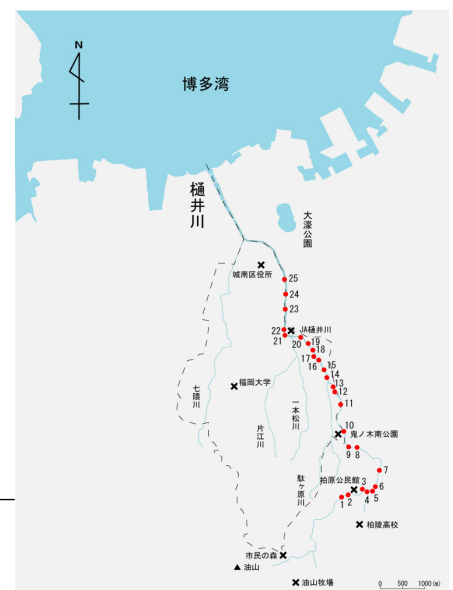 N
博多湾
樋井川
大濠公園
城南区役所
25
24
23
22
21
JA樋井川
20
19
18
17
16
15
14
13
12
11
七隈川
福岡大学
片江川
一本松川
駄ヶ原川
10
鬼ノ木南公園
9
8
7
柏原公民館
6
5
4
3
2
1
柏陵高校
市民の森
油山
油山牧場
0 500 1000(m)